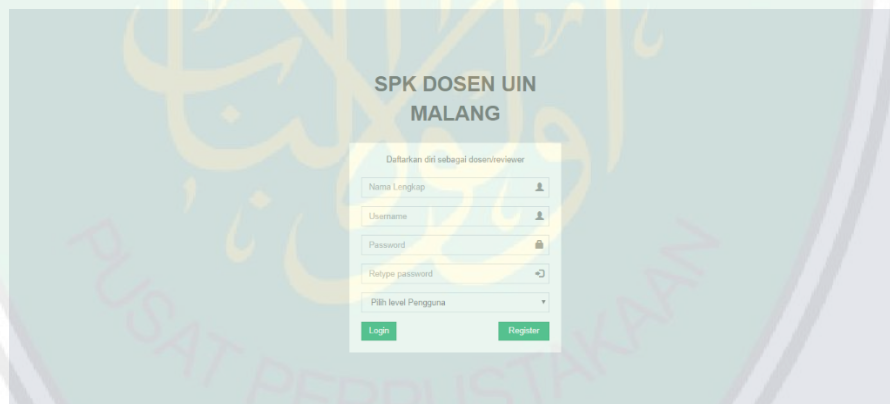 SPK DOSEN UIN
MALANG
Daftarkan diri sebagai dosen/reviewer
Nama Lengkap
Username
Password
Retype password
Pilih level Pengguna
Login Register
PUSAT PERPUSTAKAAN